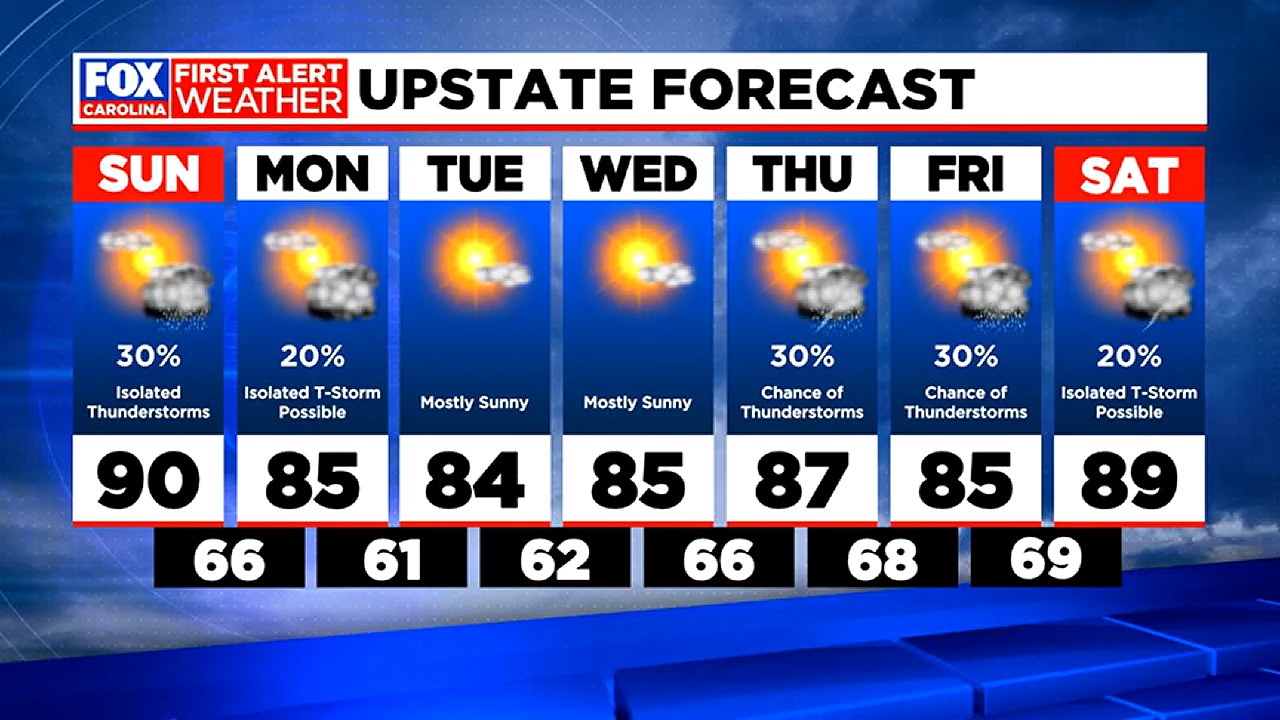 FOX
CAROLINA
FIRST ALERT
WEATHER
UPSTATE FORECAST
SUN
30%
Isolated
Thunderstorms
90
MON
20%
Isolated T-Storm
Possible
85
TUE
Mostly Sunny
84
WED
Mostly Sunny
85
THU
30%
Chance of
Thunderstorms
87
FRI
30%
Chance of
Thunderstorms
85
SAT
20%
Isolated T-Storm
Possible
89
66
61
62
66
68
69